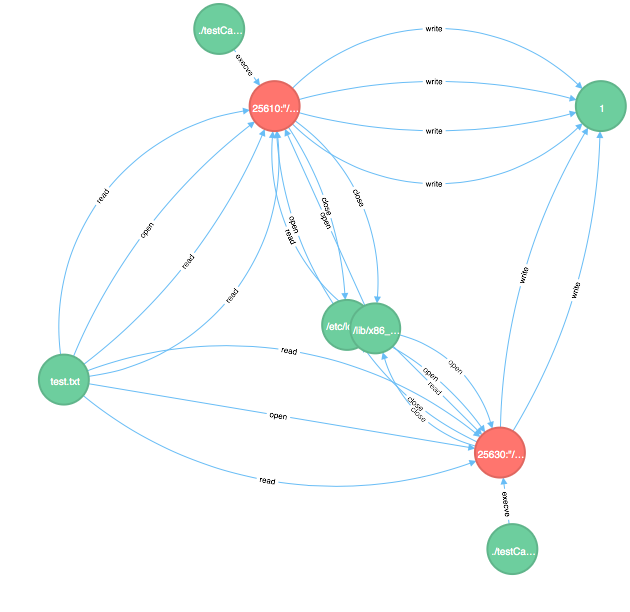 ./testCa...
execve
25610:"/...
1
write
write
write
write
read
open
read
read
open
read
close
open
close
/etc/l
/lib/x86_...
test.txt
read
open
read
open
open
read
close
close
write
write
25630:"/...
execve
./testCa...